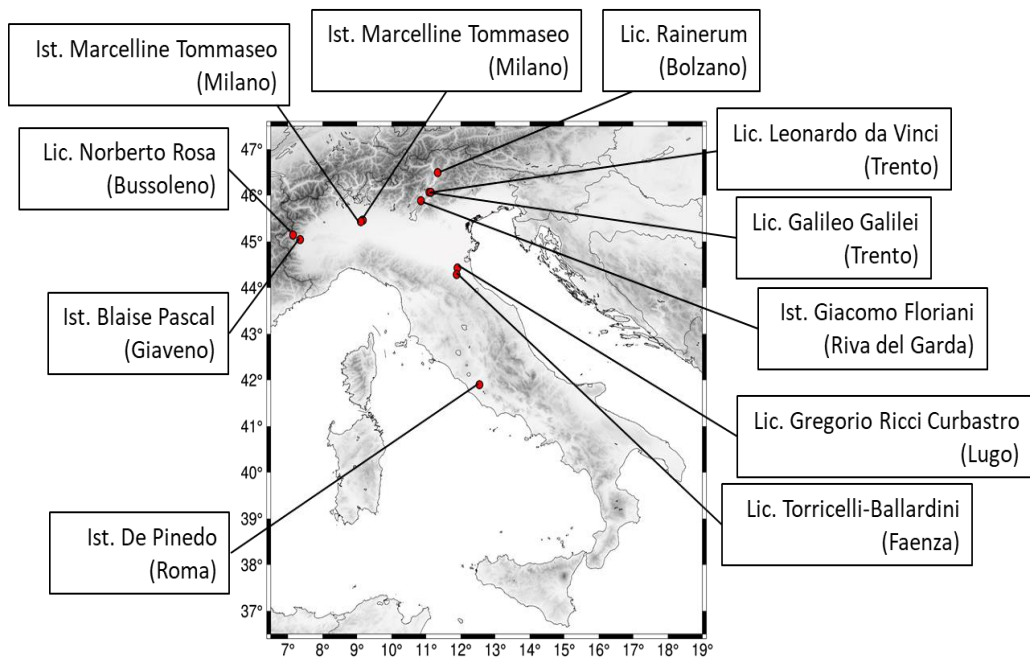 Ist. Marcelline Tommaseo
(Milano)
Ist. Marcelline Tommaseo
(Milano)
Lic. Rainerum
(Bolzano)
Lic. Norberto Rosa
(Bussoleno)
Lic. Leonardo da Vinci
(Trento)
Lic. Galileo Galilei
(Trento)
Ist. Blaise Pascal
(Giaveno)
Ist. Giacomo Floriani
(Riva del Garda)
Lic. Gregorio Ricci Curbastro
(Lugo)
Lic. Torricelli-Ballardini
(Faenza)
Ist. De Pinedo
(Roma)
47°
46°
45°
44°
43°
42°
41°
40°
39°
38°
37°
7° 8° 9° 10° 11° 12° 13° 14° 15° 16° 17° 18° 19°